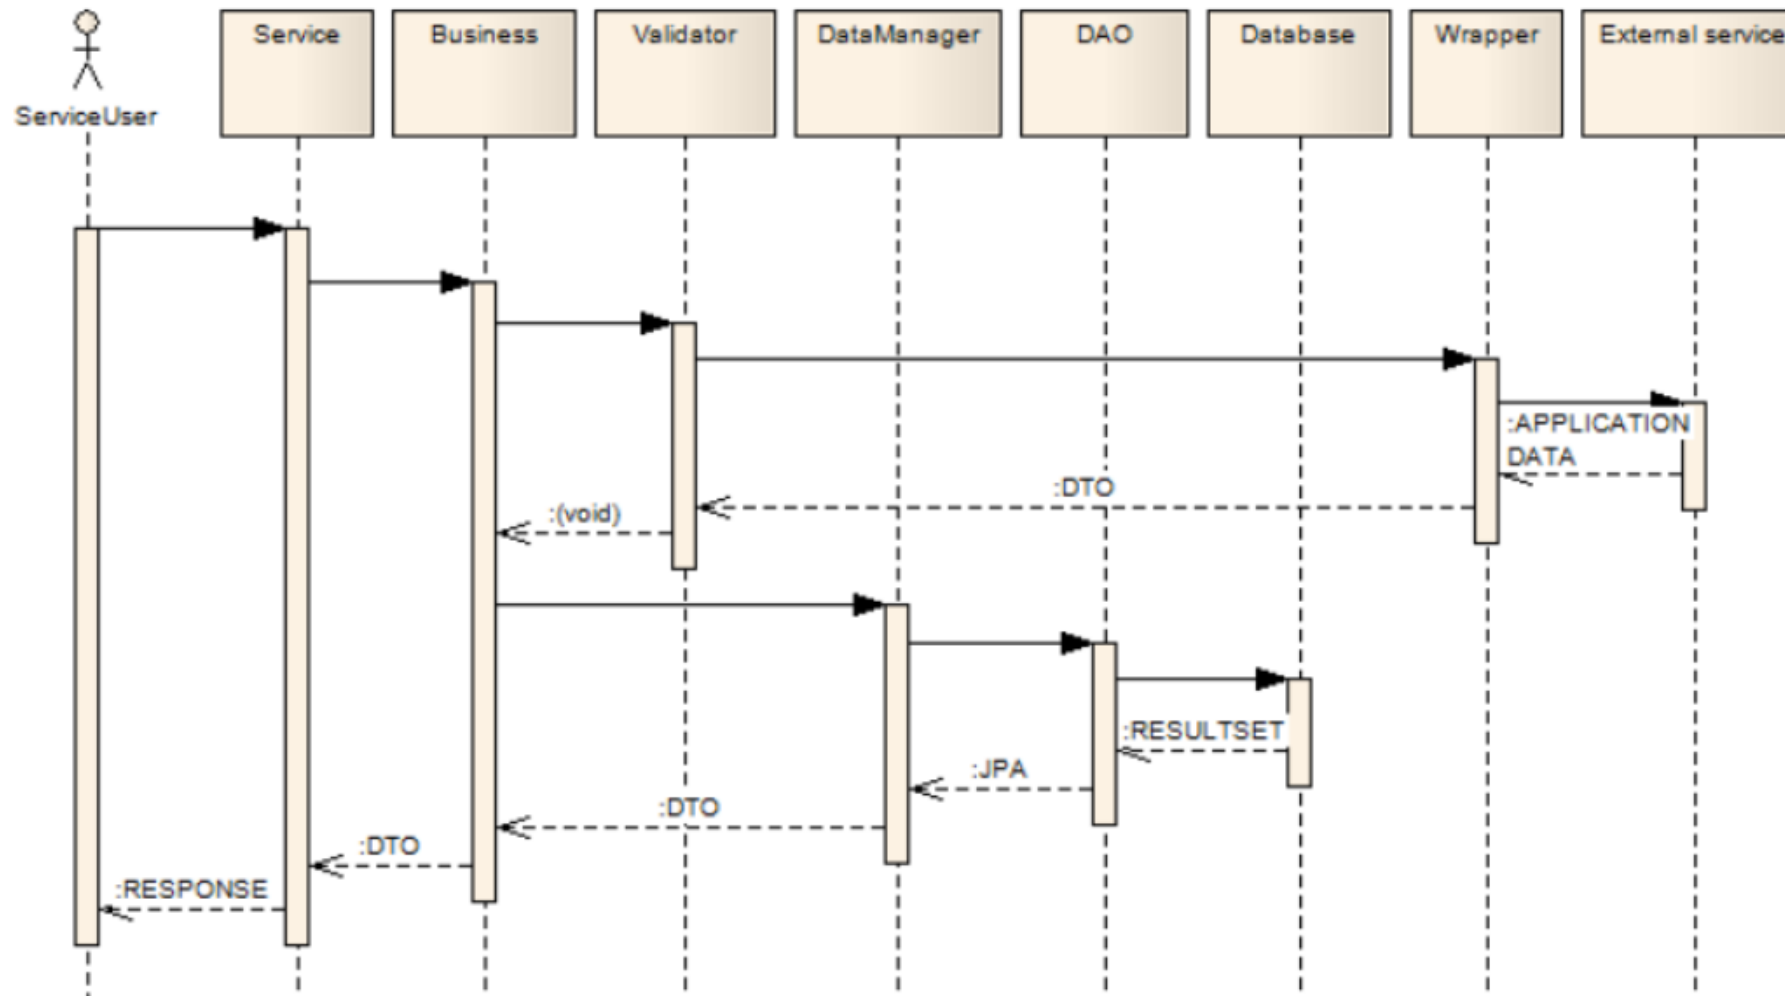 ServiceUser
Service
Business
Validator
DataManager
DAO
Database
Wrapper
External service
:APPLICATION
DATA
:DTO
:(void)
:RESULTSET
:JPA
:DTO
:DTO
:RESPONSE